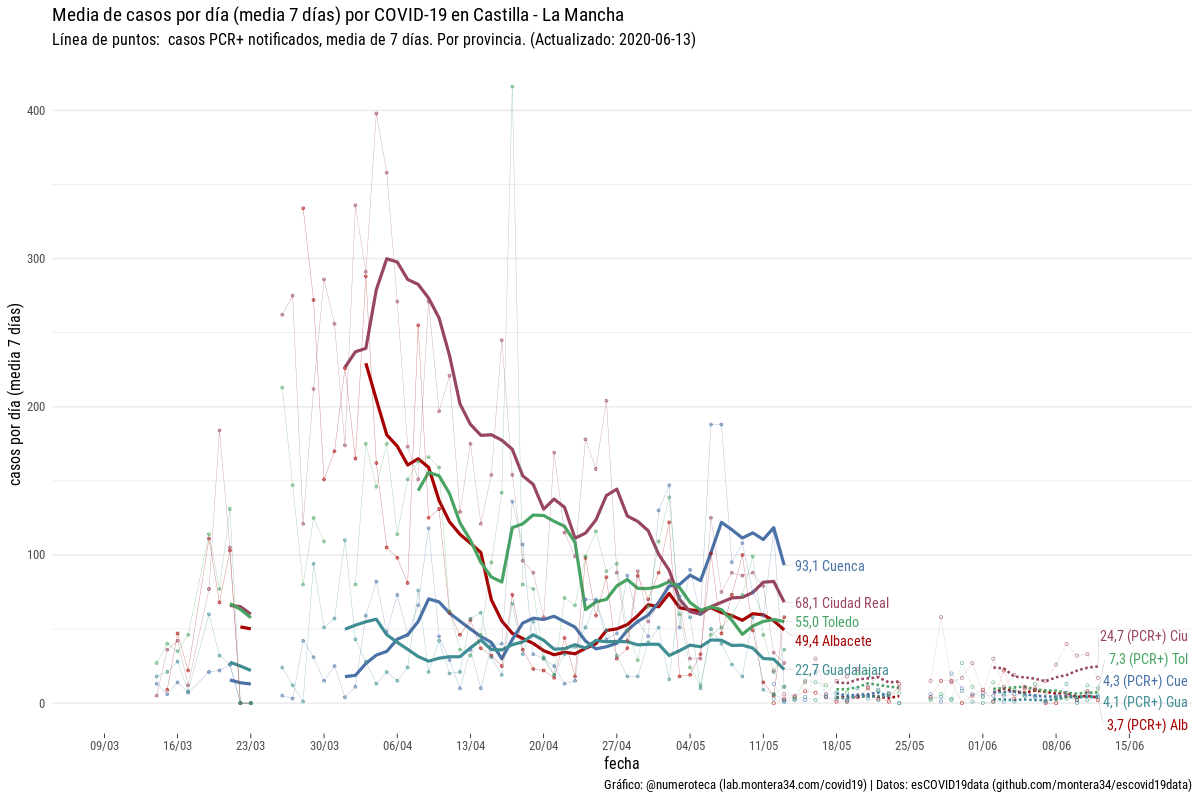 Media de casos por día (media 7 días) por COVID-19 en Castilla - La Mancha
Línea de puntos:  casos PCR+ notificados, media de 7 días. Por provincia. (Actualizado: 2020-06-13)
casos por día (media 7 días)
400
300
200
100
0
93,1 Cuenca
68,1 Ciudad Real
55,0 Toledo
49,4 Albacete
22,7 Guadalajara
24,7 (PCR+) Ciu
7,3 (PCR+) Tol
4,3 (PCR+) Cue
4,1 (PCR+) Gua
3,7 (PCR+) Alb
09/03 16/03 23/03 30/03 06/04 13/04 20/04 27/04 04/05 11/05 18/05 25/05 01/06 08/06 15/06
fecha
Gráfico: @numeroteca (lab.montera34.com/covid19) | Datos: esCOVID19data (github.com/montera34/escovid19data)